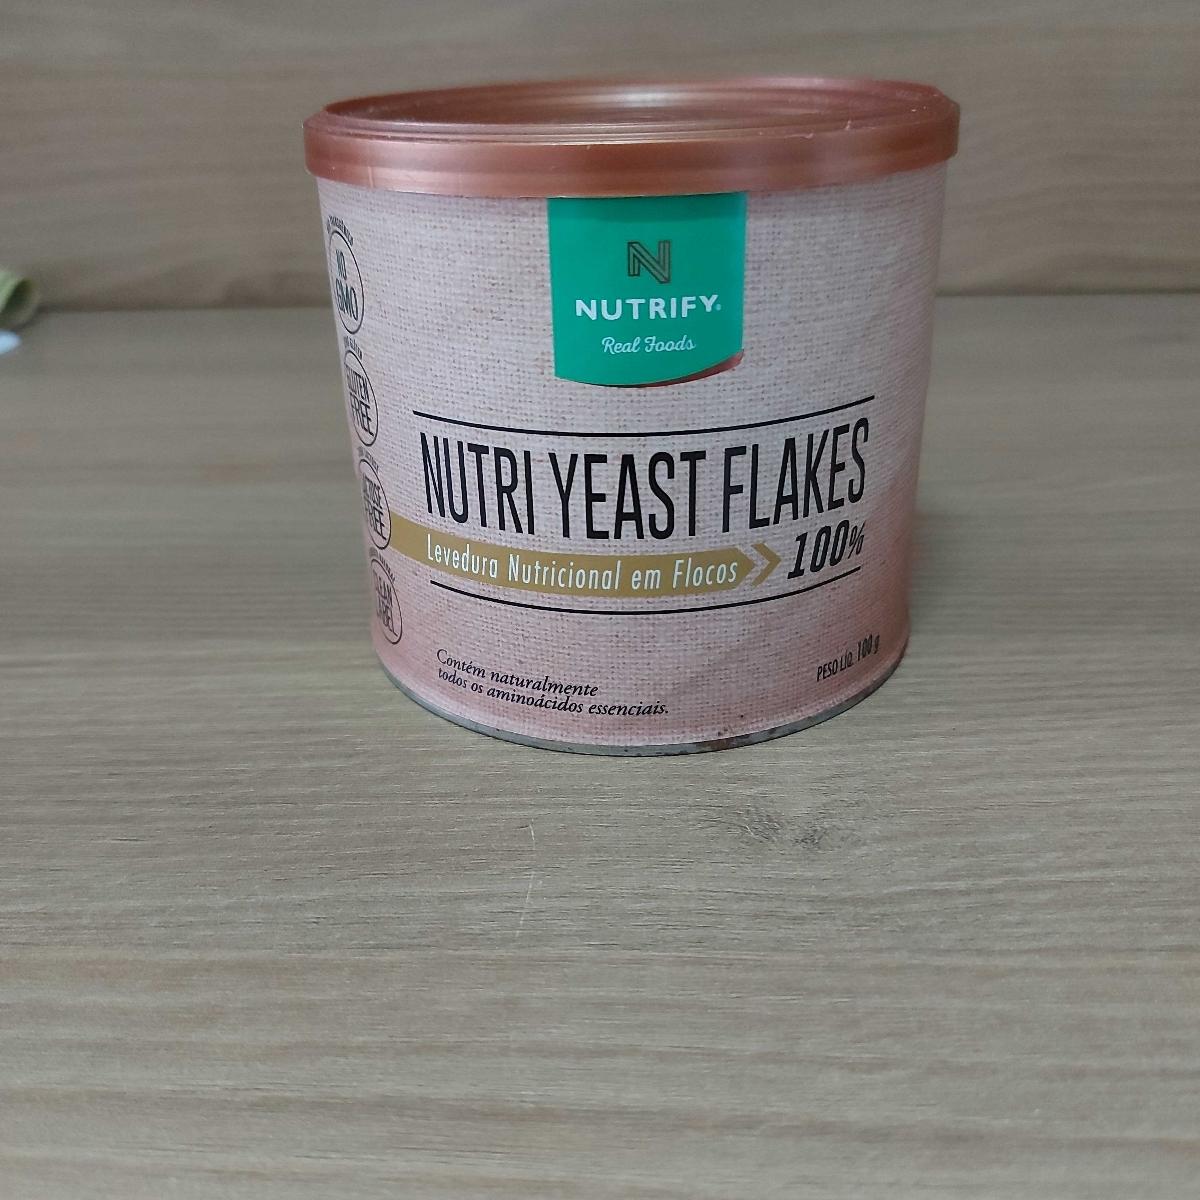 N
NUTRIFY®
Real Foods
NO
GMO
GLUTEN
FREE
FREE
NUTRI YEAST FLAKES
Levedura Nutricional em Flocos
100%
Contém naturalmente
todos os aminoácidos essenciais.
PESO LÍQ. 100 g